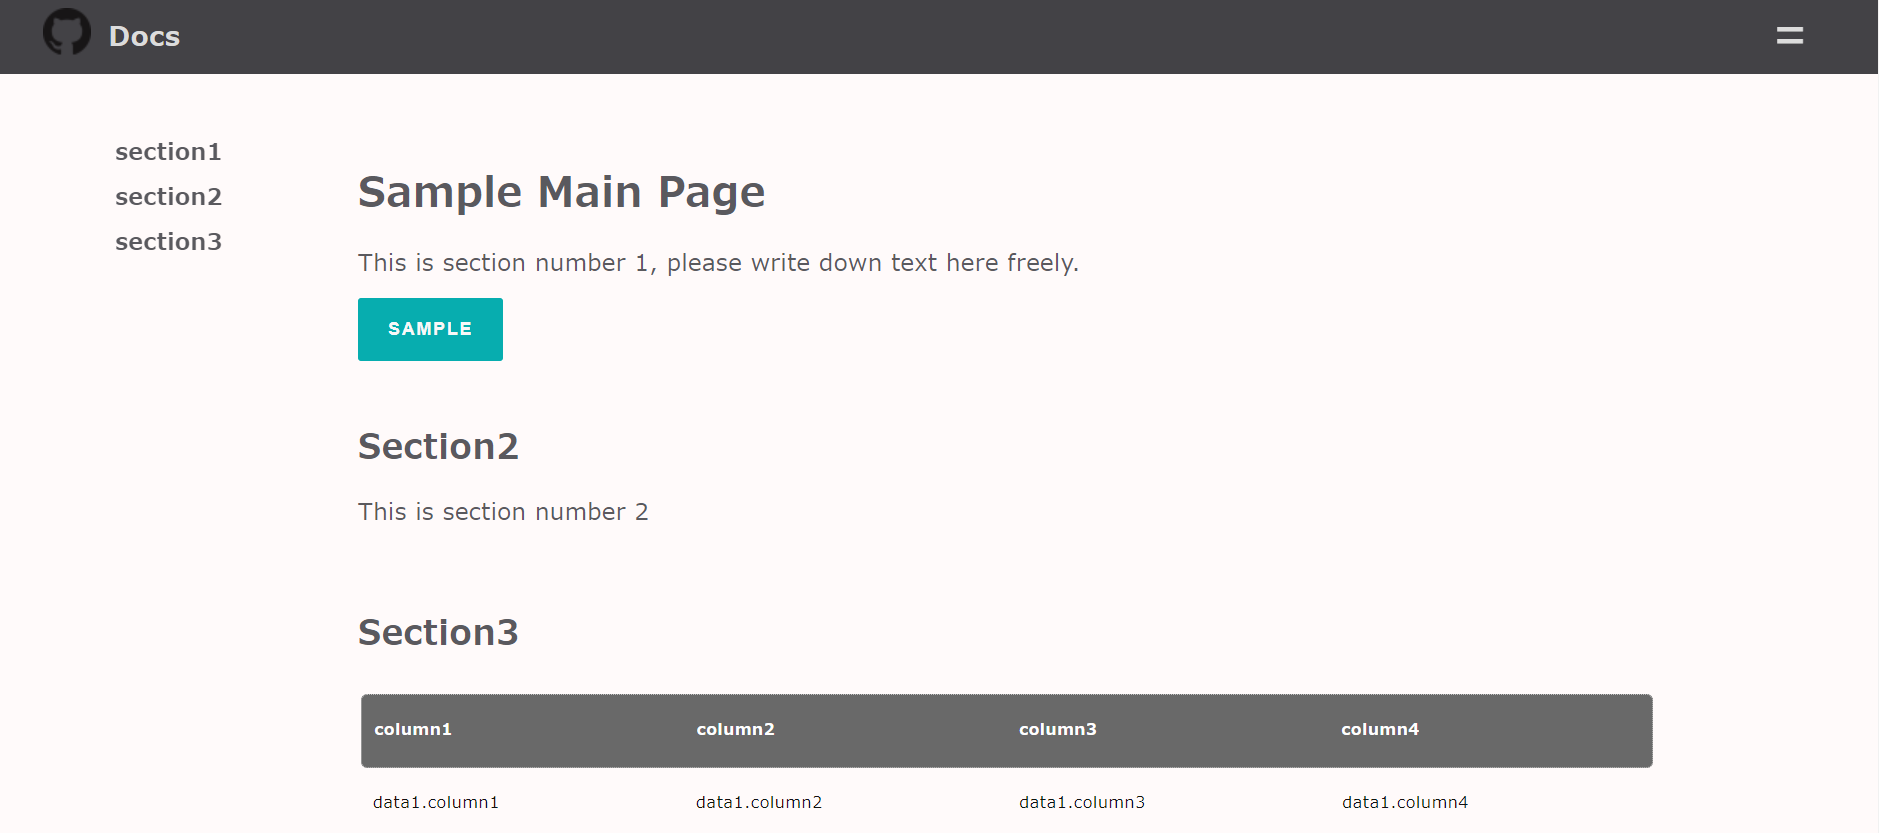 Docs
section1
section2
section3
Sample Main Page
This is section number 1, please write down text here freely.
SAMPLE
Section2
This is section number 2
Section3
column1 column2 column3 column4
data1.column1 data1.column2 data1.column3 data1.column4